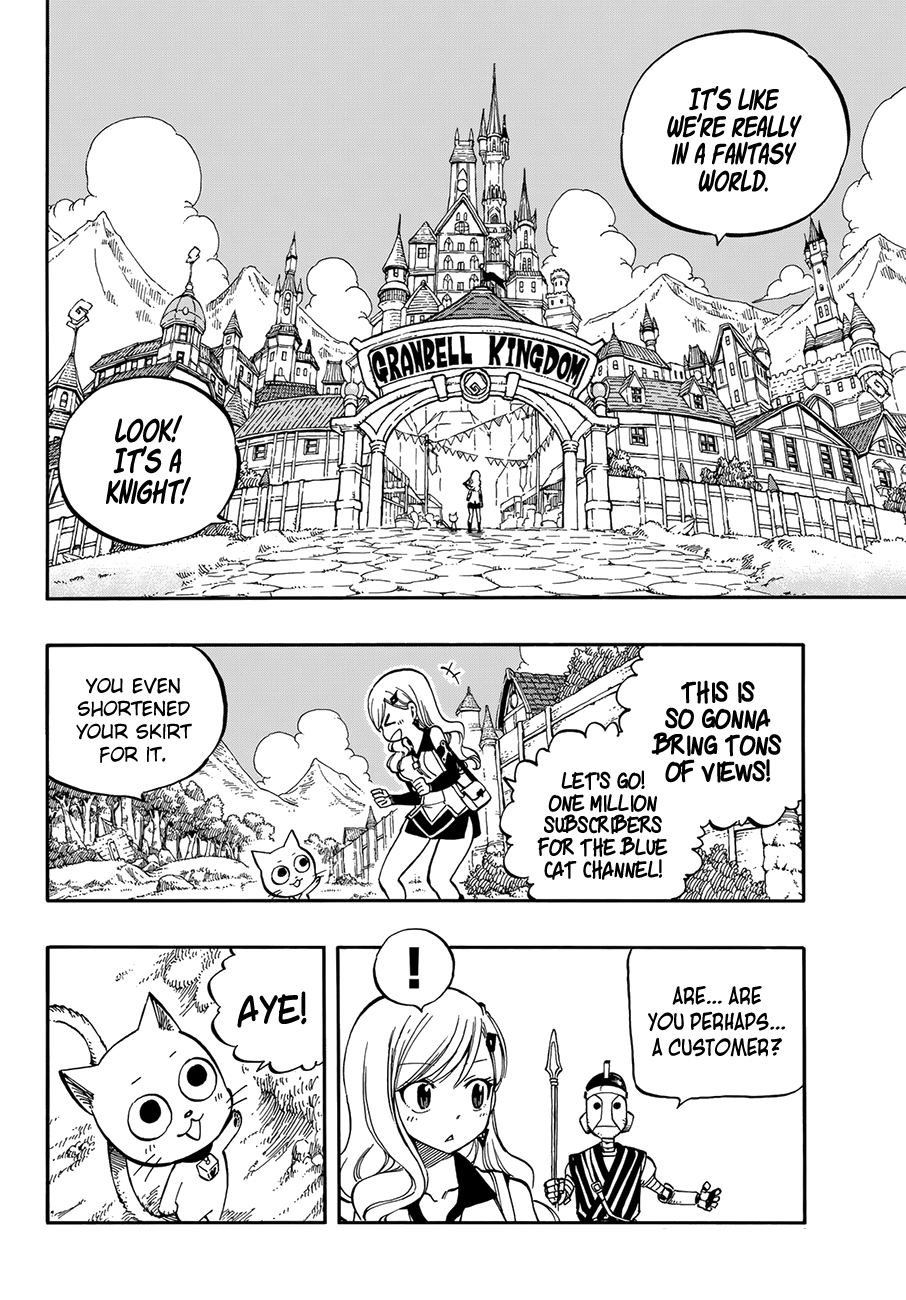 IT'S LIKE
WE'RE REALLY
IN A FANTASY
WORLD.
GRANBELL KINGDOM
LOOK!
IT'S A
KNIGHT!
THIS IS
SO GONNA
BRING TONS
OF VIEWS!
LET'S GO!
ONE MILLION
SUBSCRIBERS
FOR THE BLUE
CAT CHANNEL!
YOU EVEN
SHORTENED
YOUR SKIRT
FOR IT.
ARE... ARE
YOU PERHAPS...
A CUSTOMER?
!
AYE!